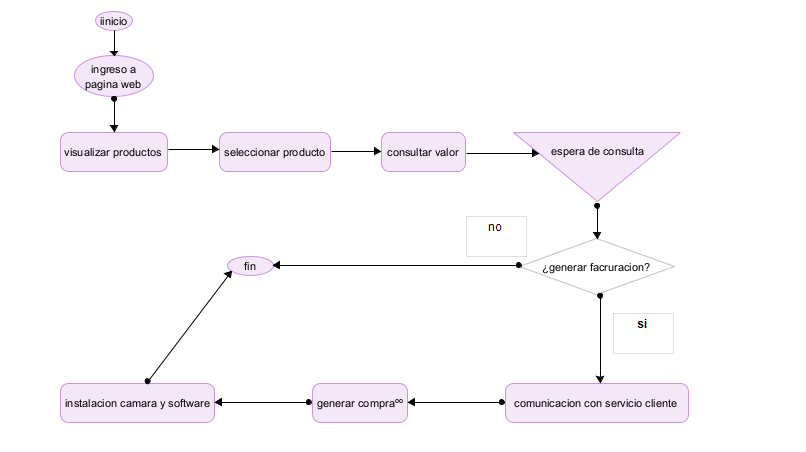 iinicio
ingreso a
pagina web
visualizar productos
seleccionar producto
consultar valor
espera de consulta
no
fin
¿generar facruracion?
si
instalacion camara y software
generar compraºº
comunicacion con servicio cliente